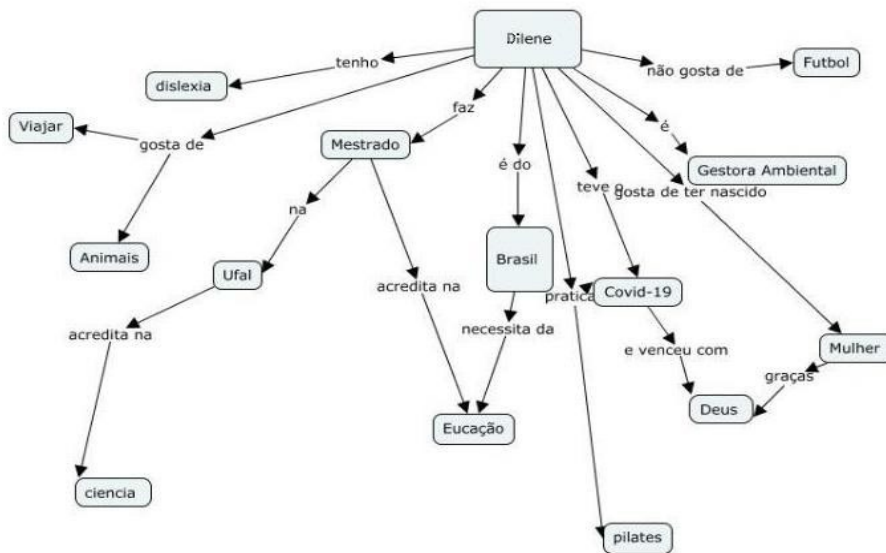 Dilene
tenho
não gosta de
Futbol
dislexia
faz
Viajar
gosta de
é
Mestrado
é do
Gestora Ambiental
teve o
gosta de ter nascido
na
Animais
Ufal
Brasil
acredita na
pratica
Covid-19
acredita na
necessita da
e venceu com
Mulher
graças
Deus
Eucação
ciencia
pilates